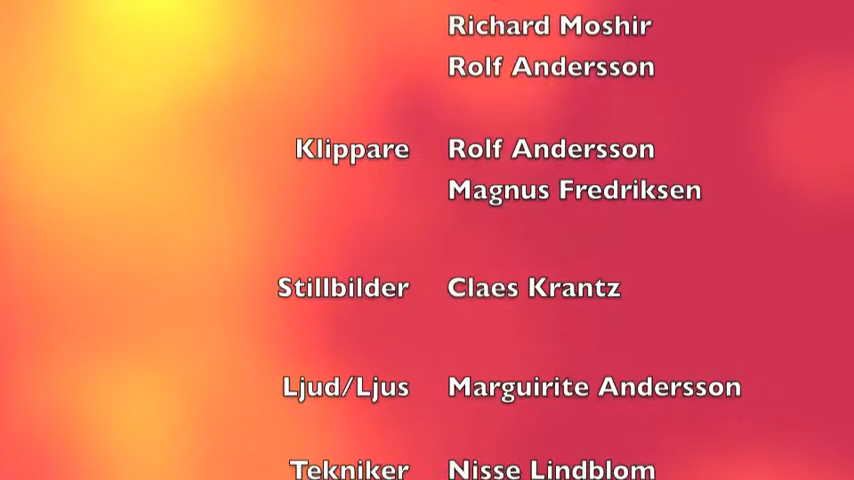 Richard Moshir
Rolf Andersson
Klippare Rolf Andersson
Magnus Fredriksen
Stillbilder Claes Krantz
Ljud/Ljus Marguirite Andersson
Tekniker Nisse Lindblom